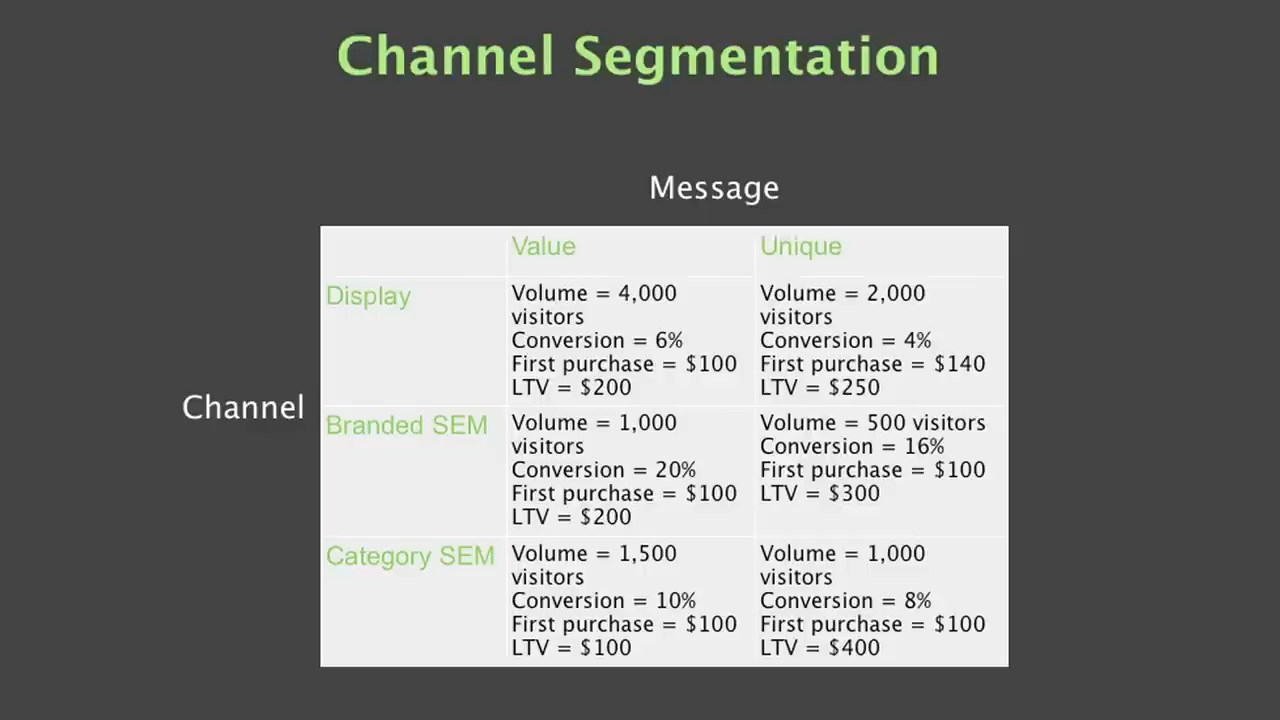 Channel Segmentation
Message
Value
Unique
Display
Volume = 4,000
visitors
Conversion = 6%
First purchase = $100
LTV = $200
Volume = 2,000
visitors
Conversion = 4%
First purchase = $140
LTV = $250
Channel
Branded SEM
Volume = 1,000
visitors
Conversion = 20%
First purchase = $100
LTV = $200
Volume = 500 visitors
Conversion = 16%
First purchase = $100
LTV = $300
Category SEM
Volume = 1,500
visitors
Conversion = 10%
First purchase = $100
LTV = $100
Volume = 1,000
visitors
Conversion = 8%
First purchase = $100
LTV = $400